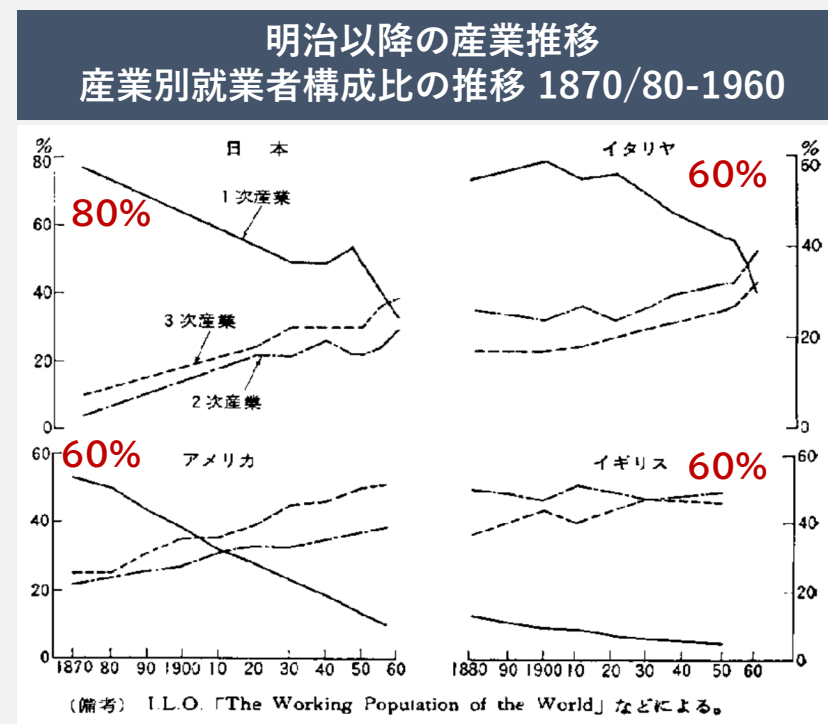 明治以降の産業推移
産業別就業者構成比の推移 1870/80-1960
%
日 本
イタリヤ
%
80
60
60%
80%
1次産業
60
40
40
3次産業
20
20
2次産業
0
0
60
60%
アメリカ
イギリス
60%
60
40
40
20
20
0
0
1870 80 90 1900 10 20 30 40 50 60
1880 90 1900 10 20 30 40 50 60
(備考) I.L.O.「The Working Population of the World」などによる。